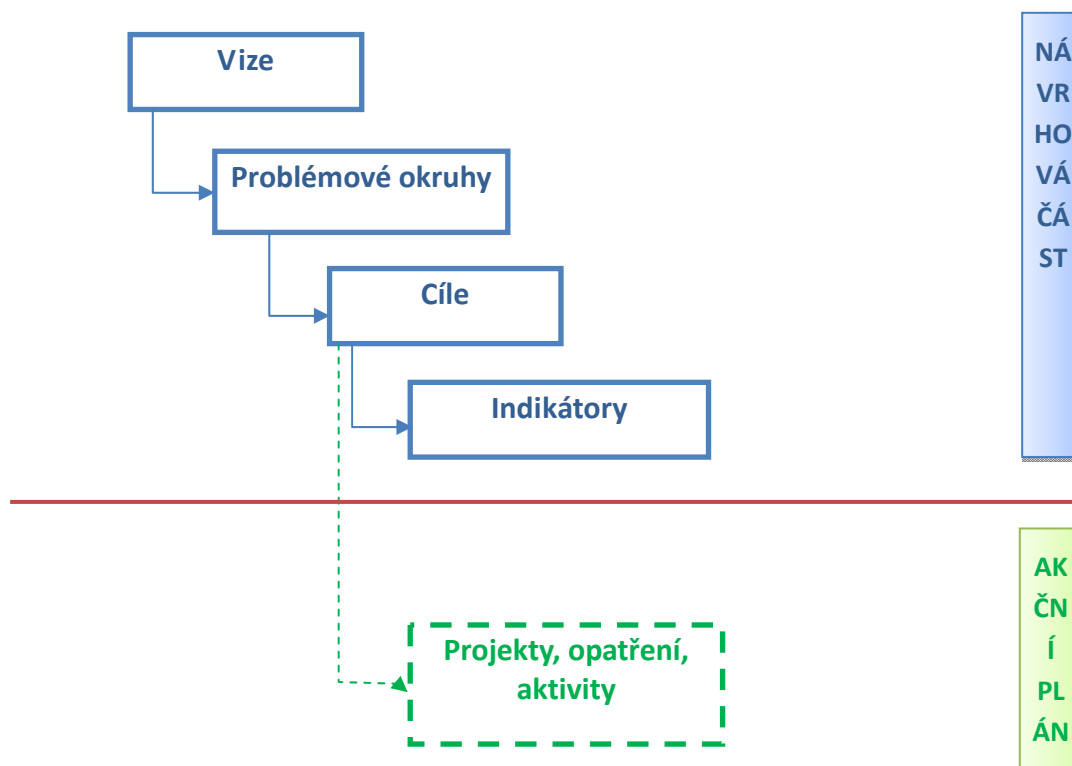 Vize
Problémové okruhy
Cíle
Indikátory
NÁ
VR
HO
VÁ
ČÁ
ST
Projekty, opatření,
aktivity
AK
ČN
Í
PL
ÁN